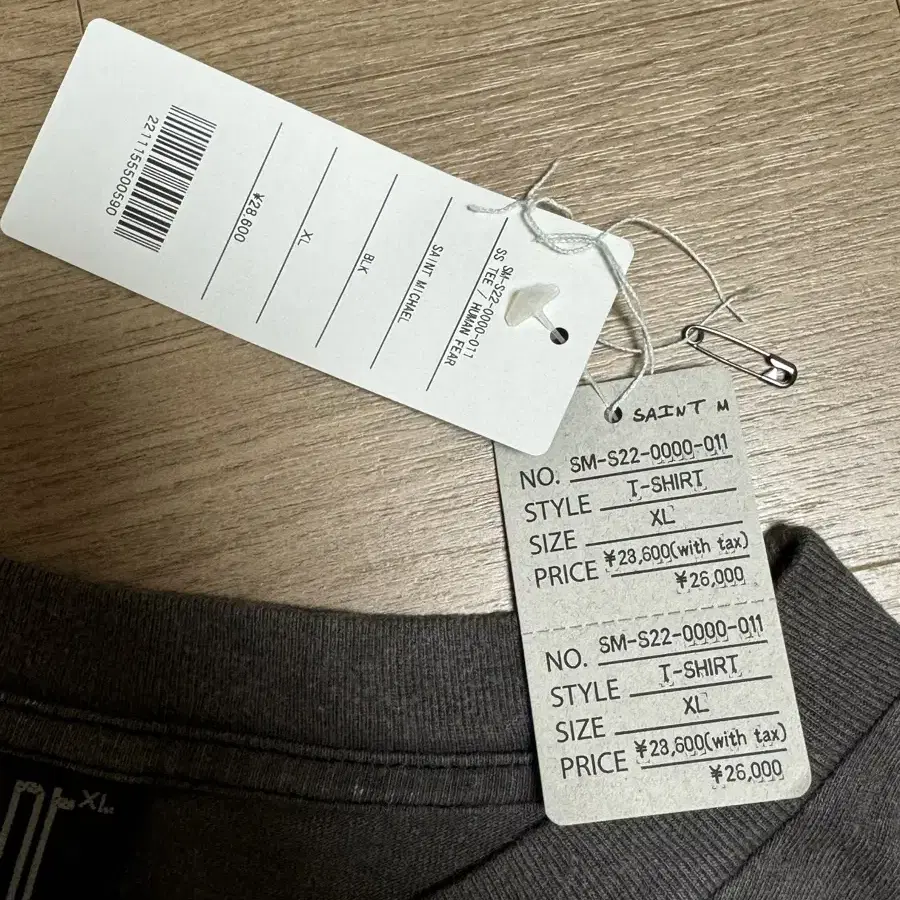 SM-S22-0000-011
SS TEE / HUMAN FEAR
SAINT MICHAEL
BLK
XL
¥28,600
2211155500590
SAINT M
NO. SM-S22-0000-011
STYLE T-SHIRT
SIZE XL
PRICE ¥28,600(with tax)
¥26,000
NO. SM-S22-0000-011
STYLE T-SHIRT
SIZE XL
PRICE ¥28,600(with tax)
¥26,000
XL